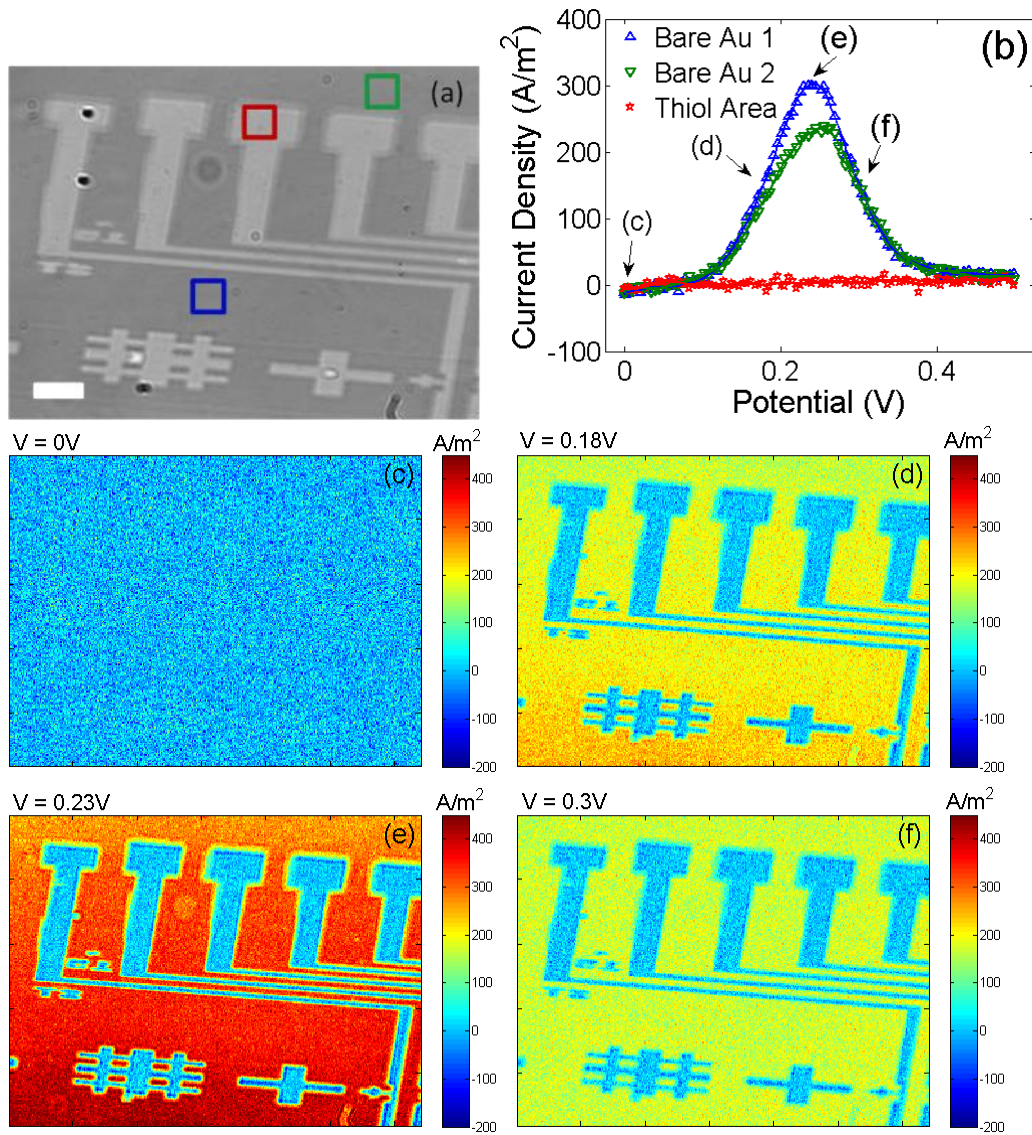 (a)
(b)
Current Density (A/m²)
400
300
200
100
0
-100
Bare Au 1
Bare Au 2
Thiol Area
(e)
(d)
(f)
(c)
0
0.2
0.4
Potential (V)
V = 0V
A/m²
(c)
400
300
200
100
0
-100
-200
V = 0.18V
A/m²
(d)
400
300
200
100
0
-100
-200
V = 0.23V
A/m²
(e)
400
300
200
100
0
-100
-200
V = 0.3V
A/m²
(f)
400
300
200
100
0
-100
-200